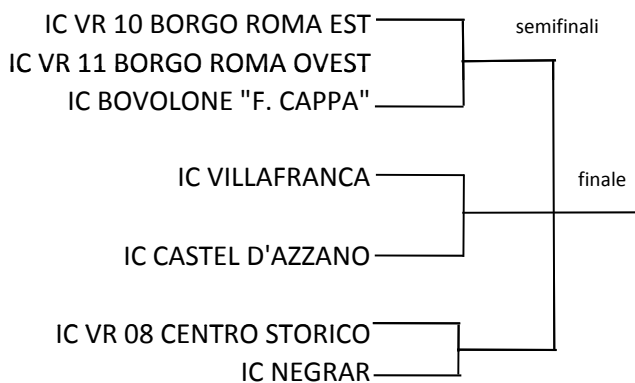 IC VR 10 BORGO ROMA EST
semifinali
IC VR 11 BORGO ROMA OVEST
IC BOVOLONE "F. CAPPA"
IC VILLAFRANCA
finale
IC CASTEL D'AZZANO
IC VR 08 CENTRO STORICO
IC NEGRAR